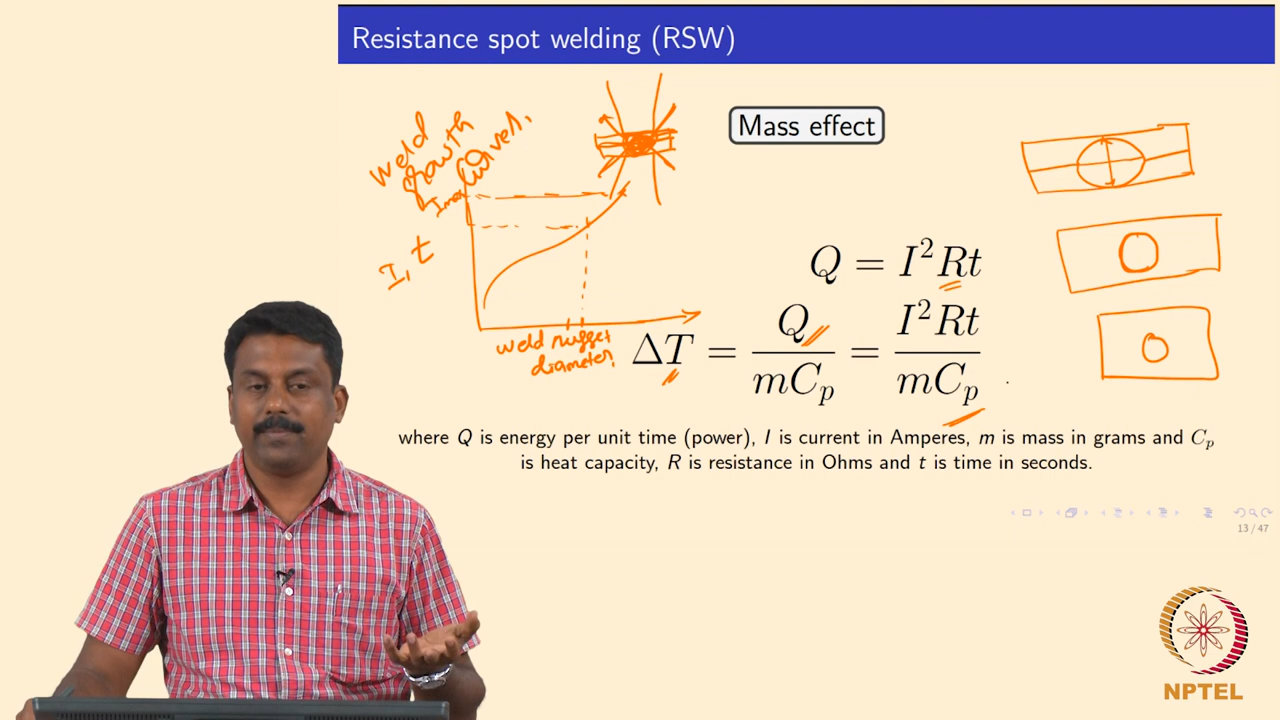 Resistance spot welding (RSW)
Mass effect
weld
growth
curves,
Imax
I, t
weld nugget
diameter,
Q = I²Rt
ΔT = Q/mCp = I²Rt/mCp
where Q is energy per unit time (power), I is current in Amperes, m is mass in grams and Cp
is heat capacity, R is resistance in Ohms and t is time in seconds.
13 / 47
NPTEL